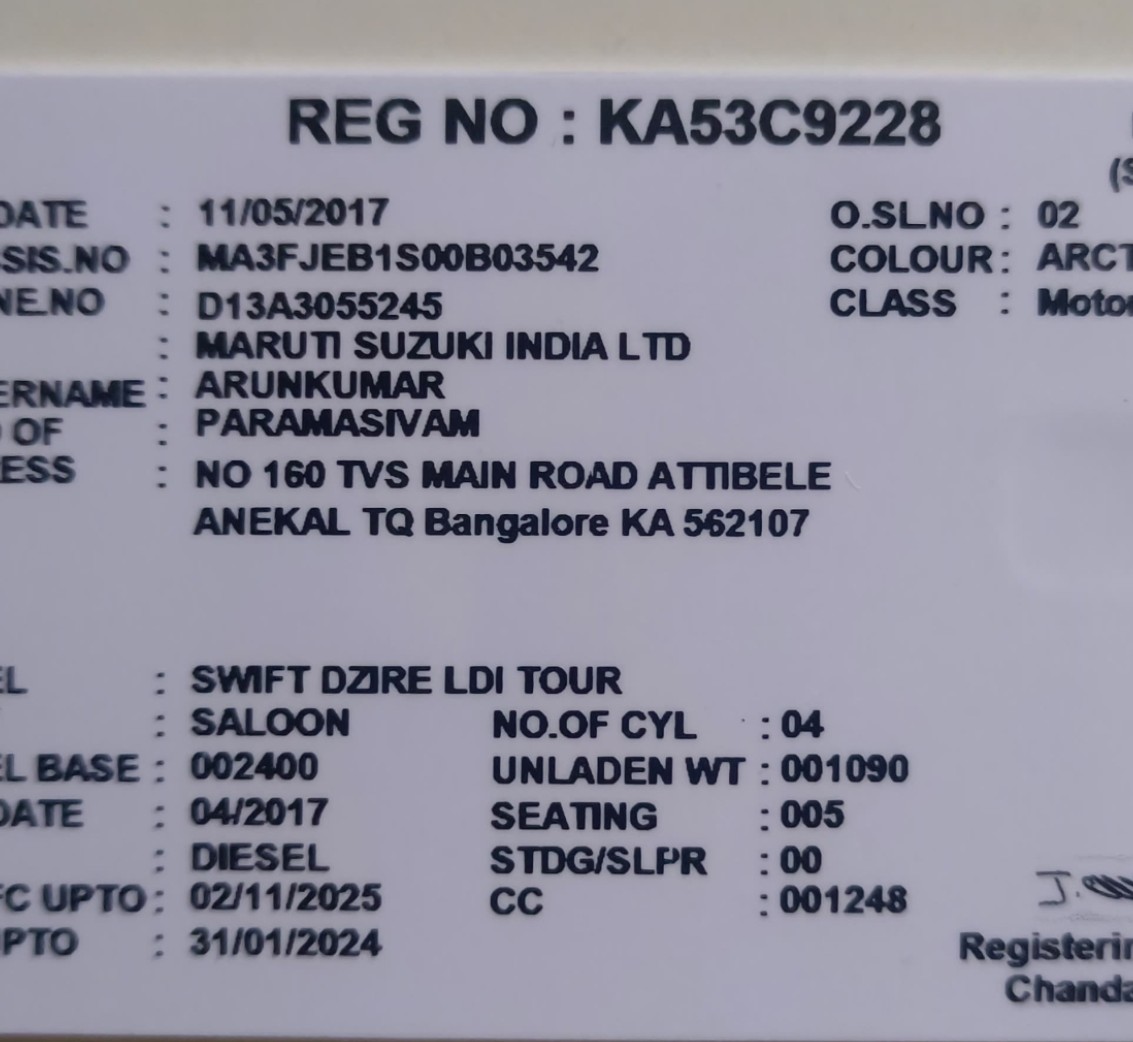 REG NO : KA53C9228
(S
DATE : 11/05/2017 O.SL.NO : 02
SIS.NO : MA3FJEB1S00B03542 COLOUR : ARCT
NE.NO : D13A3055245 CLASS : Motor
: MARUTI SUZUKI INDIA LTD
ERNAME : ARUNKUMAR
OF : PARAMASIVAM
ESS : NO 160 TVS MAIN ROAD ATTIBELE
ANEKAL TQ Bangalore KA 562107
EL : SWIFT DZIRE LDI TOUR
: SALOON NO.OF CYL : 04
EL BASE : 002400 UNLADEN WT : 001090
DATE : 04/2017 SEATING : 005
: DIESEL STDG/SLPR : 00
FC UPTO : 02/11/2025 CC : 001248
PTO : 31/01/2024
Registerin
Chanda